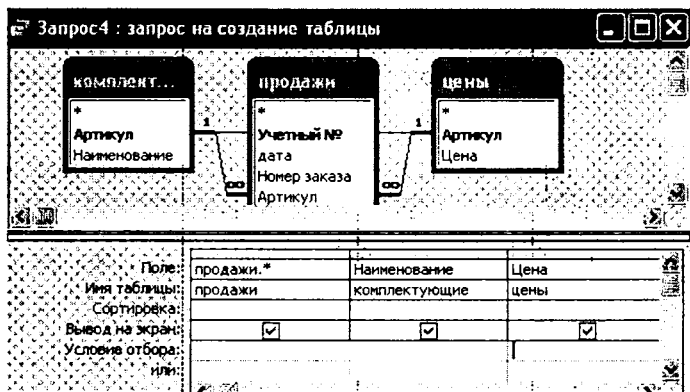 Запрос4 : запрос на создание таблицы
комплект... продажи цены
* * *
Артикул Учетный № Артикул
Наименование дата Цена
Номер заказа
Артикул
1 1
∞ ∞
Поле: продажи.* Наименование Цена
Имя таблицы: продажи комплектующие цены
Сортировка:
Вывод на экран:
Условие отбора:
или: